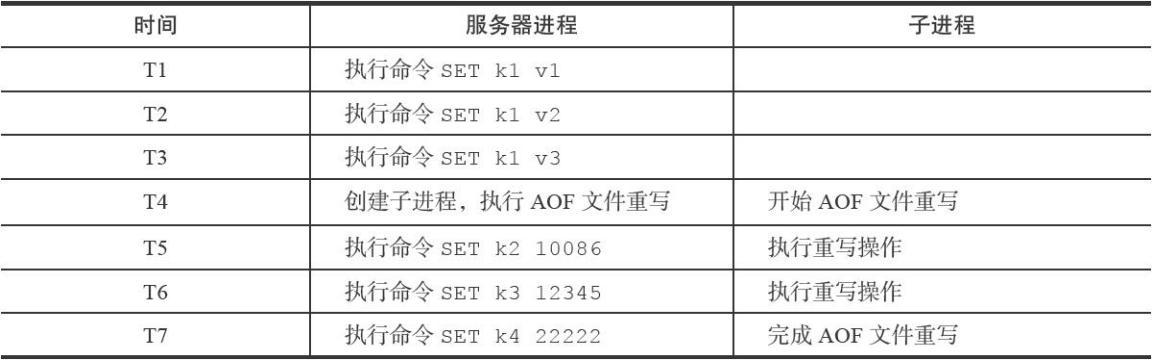 时间 服务器进程 子进程
T1 执行命令 SET k1 v1
T2 执行命令 SET k1 v2
T3 执行命令 SET k1 v3
T4 创建子进程，执行 AOF 文件重写 开始 AOF 文件重写
T5 执行命令 SET k2 10086 执行重写操作
T6 执行命令 SET k3 12345 执行重写操作
T7 执行命令 SET k4 22222 完成 AOF 文件重写